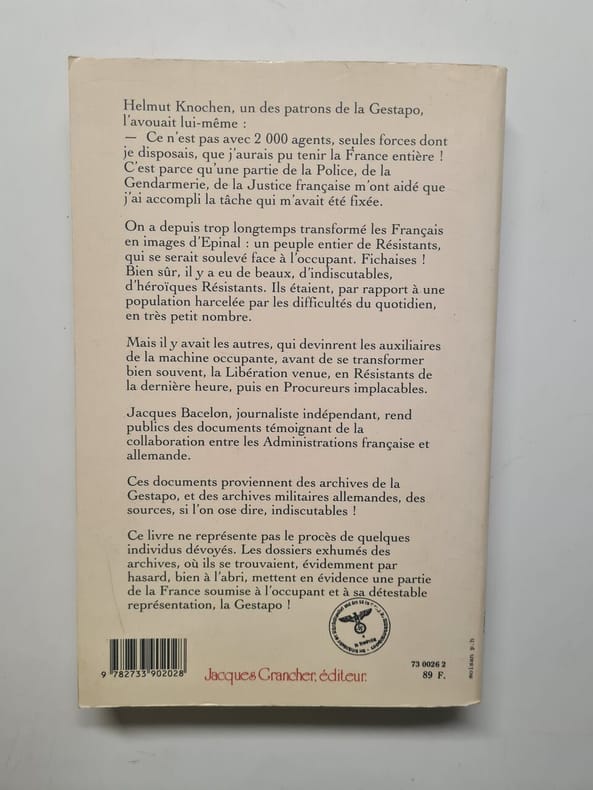 Helmut Knochen, un des patrons de la Gestapo,
l'avouait lui-même :
— Ce n'est pas avec 2 000 agents, seules forces dont
je disposais, que j'aurais pu tenir la France entière !
C'est parce qu'une partie de la Police, de la
Gendarmerie, de la Justice française m'ont aidé que
j'ai accompli la tâche qui m'avait été fixée.
On a depuis trop longtemps transformé les Français
en images d'Epinal : un peuple entier de Résistants,
qui se serait soulevé face à l'occupant. Fichaises !
Bien sûr, il y a eu de beaux, d'indiscutables,
d'héroïques Résistants. Ils étaient, par rapport à une
population harcelée par les difficultés du quotidien,
en très petit nombre.
Mais il y avait les autres, qui devinrent les auxiliaires
de la machine occupante, avant de se transformer
bien souvent, la Libération venue, en Résistants de
la dernière heure, puis en Procureurs implacables.
Jacques Bacelon, journaliste indépendant, rend
publics des documents témoignant de la
collaboration entre les Administrations française et
allemande.
Ces documents proviennent des archives de la
Gestapo, et des archives militaires allemandes, des
sources, si l'on ose dire, indiscutables !
Ce livre ne représente pas le procès de quelques
individus dévoyés. Les dossiers exhumés des
archives, où ils se trouvaient, évidemment par
hasard, bien à l'abri, mettent en évidence une partie
de la France soumise à l'occupant et à sa détestable
représentation, la Gestapo !
9 782733 902028
Jacques Grancher, éditeur.
73 0026 2
89 F.
moisan p.h